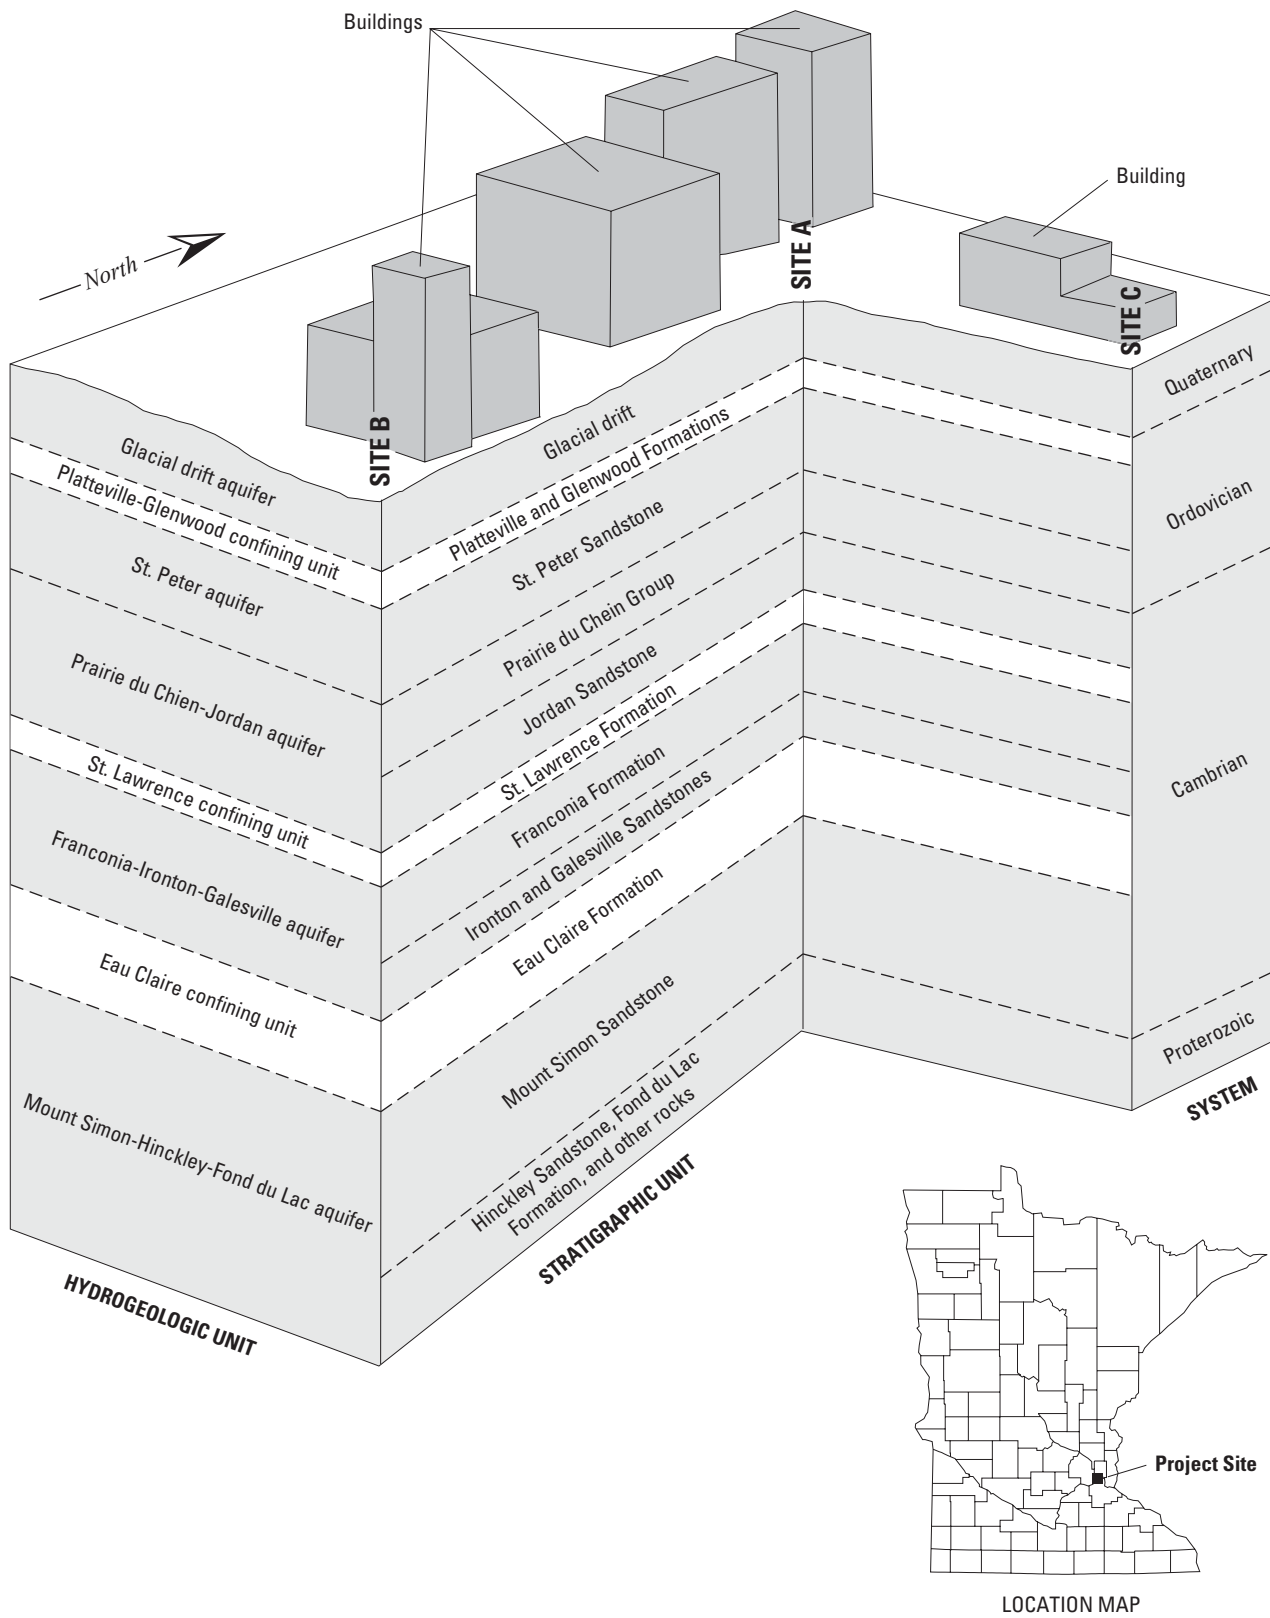 Buildings
Building
North
SITE A
SITE B
SITE C
Glacial drift aquifer
Platteville-Glenwood confining unit
St. Peter aquifer
Prairie du Chien-Jordan aquifer
St. Lawrence confining unit
Franconia-Ironton-Galesville aquifer
Eau Claire confining unit
Mount Simon-Hinckley-Fond du Lac aquifer
HYDROGEOLOGIC UNIT
Glacial drift
Platteville and Glenwood Formations
St. Peter Sandstone
Prairie du Chein Group
Jordan Sandstone
St. Lawrence Formation
Franconia Formation
Ironton and Galesville Sandstones
Eau Claire Formation
Mount Simon Sandstone
Hinckley Sandstone, Fond du Lac
Formation, and other rocks
STRATIGRAPHIC UNIT
Quaternary
Ordovician
Cambrian
Proterozoic
SYSTEM
Project Site
LOCATION MAP